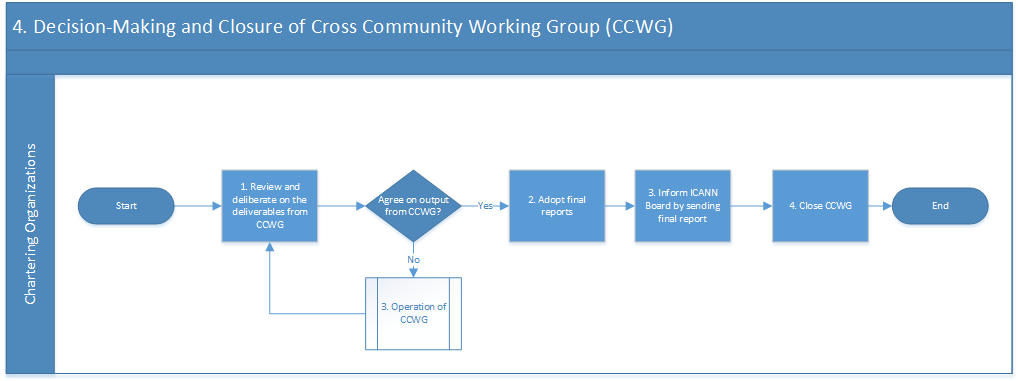 4. Decision-Making and Closure of Cross Community Working Group (CCWG)
Chartering Organizations
Start
1. Review and
deliberate on the
deliverables from
CCWG
Agree on output
from CCWG?
Yes
2. Adopt final
reports
3. Inform ICANN
Board by sending
final report
4. Close CCWG
End
No
3. Operation of
CCWG